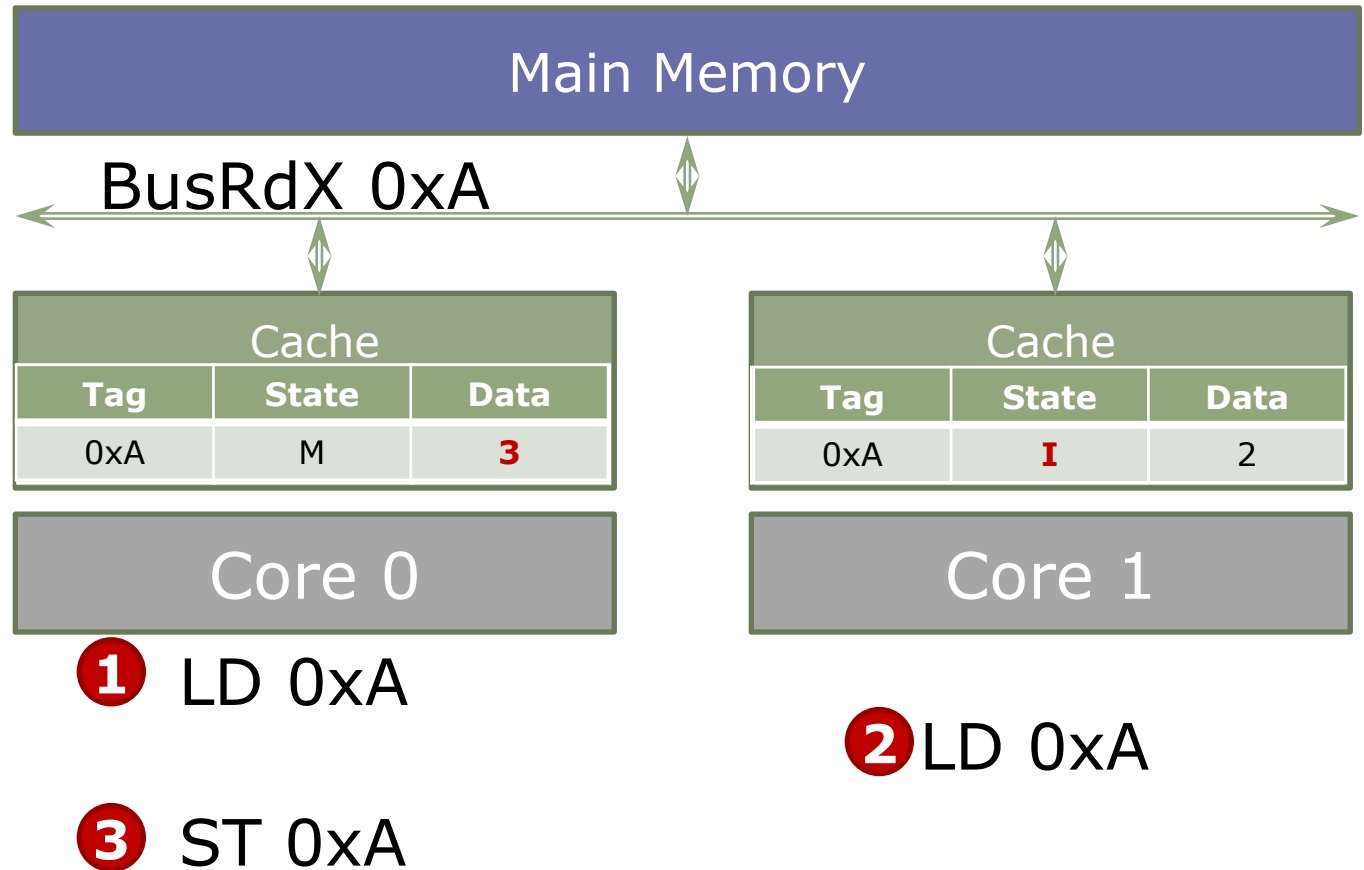 Main Memory
BusRdX 0xA
Cache
Tag State Data
0xA M 3
Cache
Tag State Data
0xA I 2
Core 0
Core 1
1 LD 0xA
2 LD 0xA
3 ST 0xA